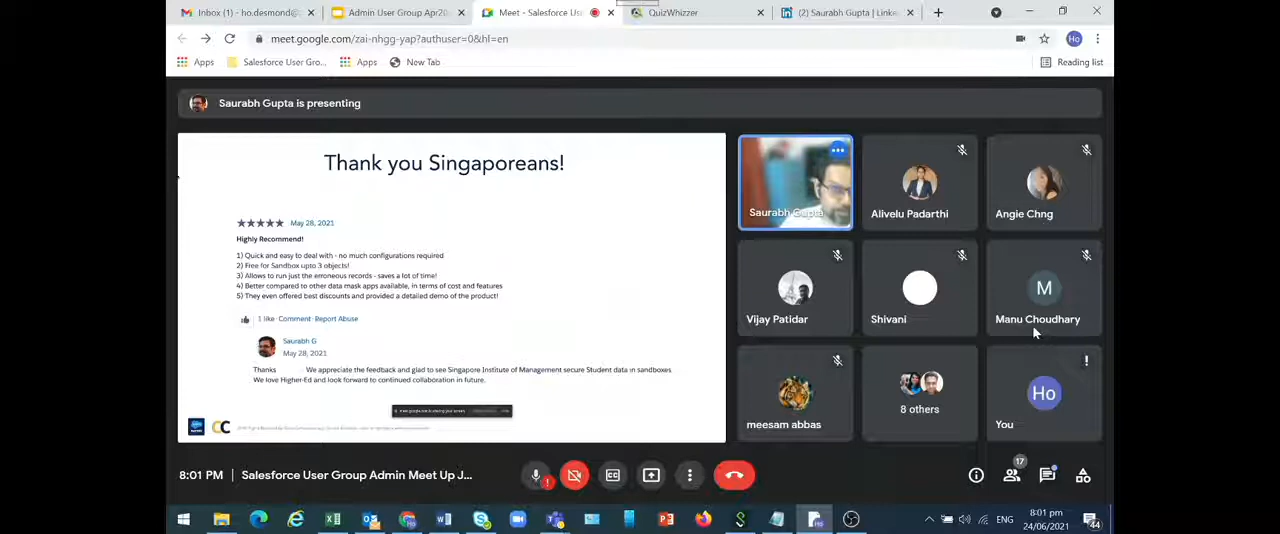 Inbox (1) - ho.desmond@g
Admin User Group Apr20
Meet - Salesforce Use
QuizWhizzer
(2) Saurabh Gupta | Linke
meet.google.com/zai-nhgg-yap?authuser=0&hl=en
Ho
Apps
Salesforce User Gro...
Apps
New Tab
Reading list
Saurabh Gupta is presenting
Thank you Singaporeans!
May 28, 2021
Highly Recommend!
1) Quick and easy to deal with - no much configurations required
2) Free for Sandbox upto 3 objects!
3) Allows to run just the erroneous records - saves a lot of time!
4) Better compared to other data mask apps available, in terms of cost and features
5) They even offered best discounts and provided a detailed demo of the product!
1 like · Comment · Report Abuse
Saurabh G
May 28, 2021
Thanks We appreciate the feedback and glad to see Singapore Institute of Management secure Student data in sandboxes
We love Higher-Ed and look forward to continued collaboration in future.
CC
Saurabh Gupta
Alivelu Padarthi
Angie Chng
Vijay Patidar
Shivani
M
Manu Choudhary
meesam abbas
8 others
Ho
You
8:01 PM | Salesforce User Group Admin Meet Up J...
17
ENG
8:01 pm
24/06/2021
44